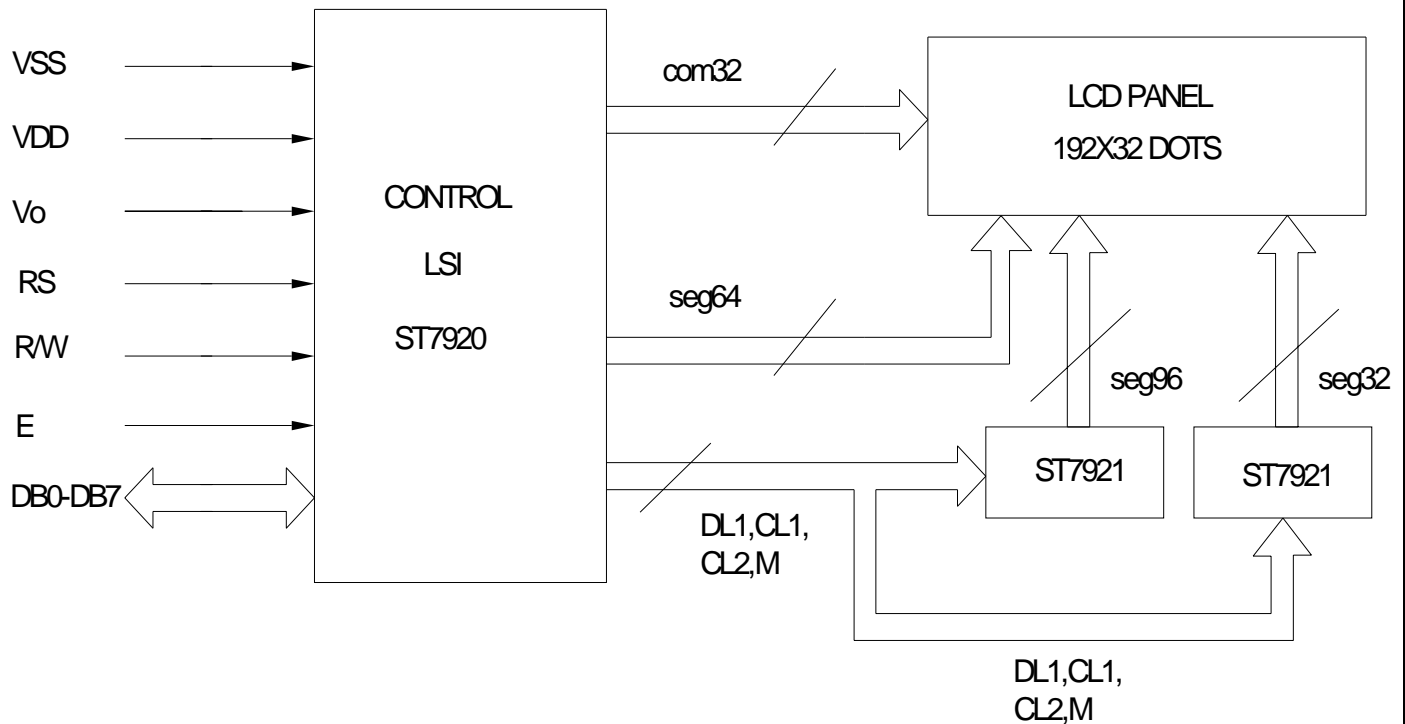 VSS
VDD
Vo
RS
R/W
E
DB0-DB7
CONTROL
LSI
ST7920
com32
seg64
DL1,CL1,
CL2,M
LCD PANEL
192X32 DOTS
seg96
seg32
ST7921
ST7921
DL1,CL1,
CL2,M